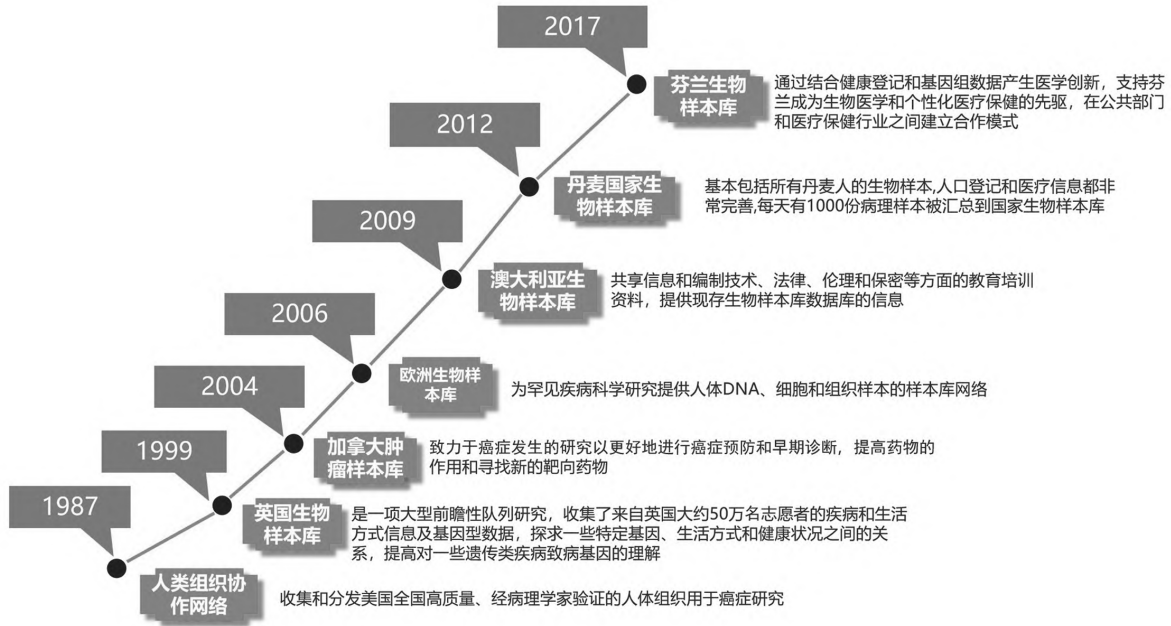 2017
芬兰生物
样本库
通过结合健康登记和基因组数据产生医学创新，支持芬
兰成为生物医学和个性化医疗保健的先驱，在公共部门
和医疗保健行业之间建立合作模式
2012
丹麦国家生
物样本库
基本包括所有丹麦人的生物样本,人口登记和医疗信息都非
常完善,每天有1000份病理样本被汇总到国家生物样本库
2009
澳大利亚生
物样本库
共享信息和编制技术、法律、伦理和保密等方面的教育培训
资料，提供现存生物样本库数据库的信息
2006
欧洲生物样
本库
为罕见疾病科学研究提供人体DNA、细胞和组织样本的样本库网络
2004
加拿大肿
瘤样本库
致力于癌症发生的研究以更好地进行癌症预防和早期诊断，提高药物的
作用和寻找新的靶向药物
1999
英国生物
样本库
是一项大型前瞻性队列研究，收集了来自英国大约50万名志愿者的疾病和生活
方式信息及基因型数据，探求一些特定基因、生活方式和健康状况之间的关
系，提高对一些遗传类疾病致病基因的理解
1987
人类组织协
作网络
收集和分发美国全国高质量、经病理学家验证的人体组织用于癌症研究